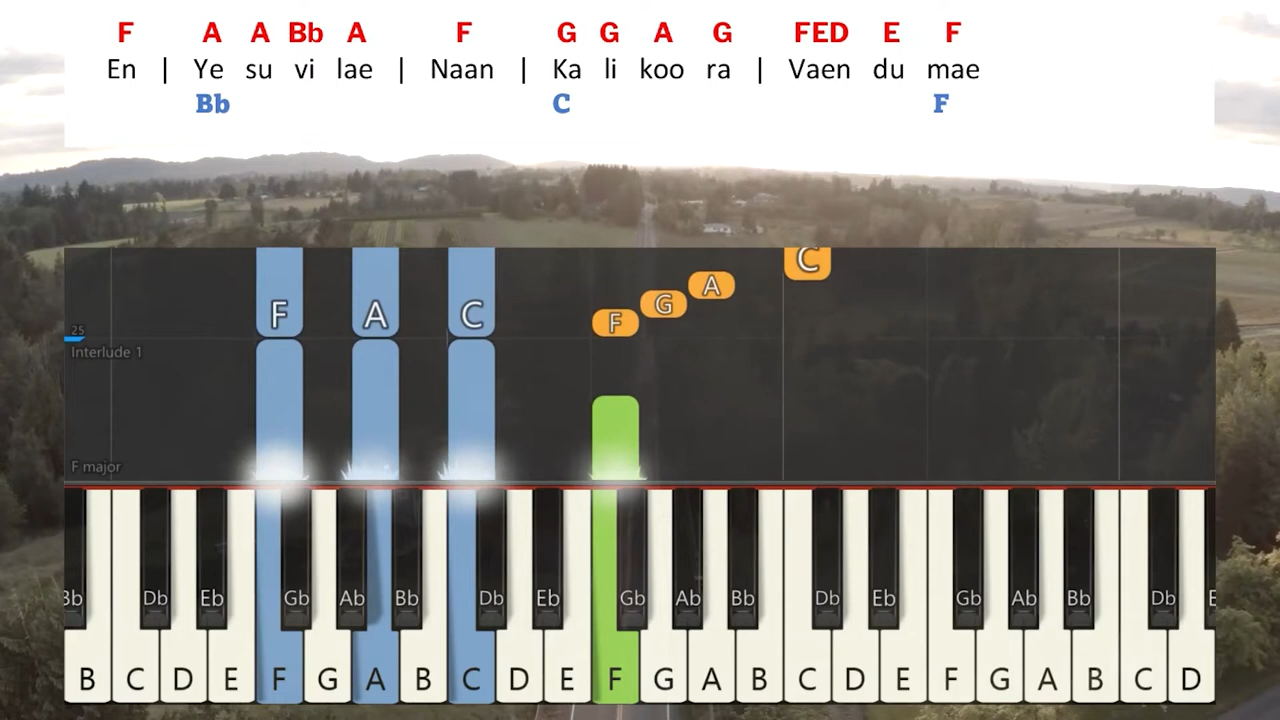 F A A Bb A F G G A G FED E F
En | Ye su vi lae | Naan | Ka li koo ra | Vaen du mae
Bb C F
C
A
G
F A C F
25
Interlude 1
F major
Bb Db Eb Gb Ab Bb Db Eb Gb Ab Bb Db Eb Gb Ab Bb Db E
B C D E F G A B C D E F G A B C D E F G A B C D